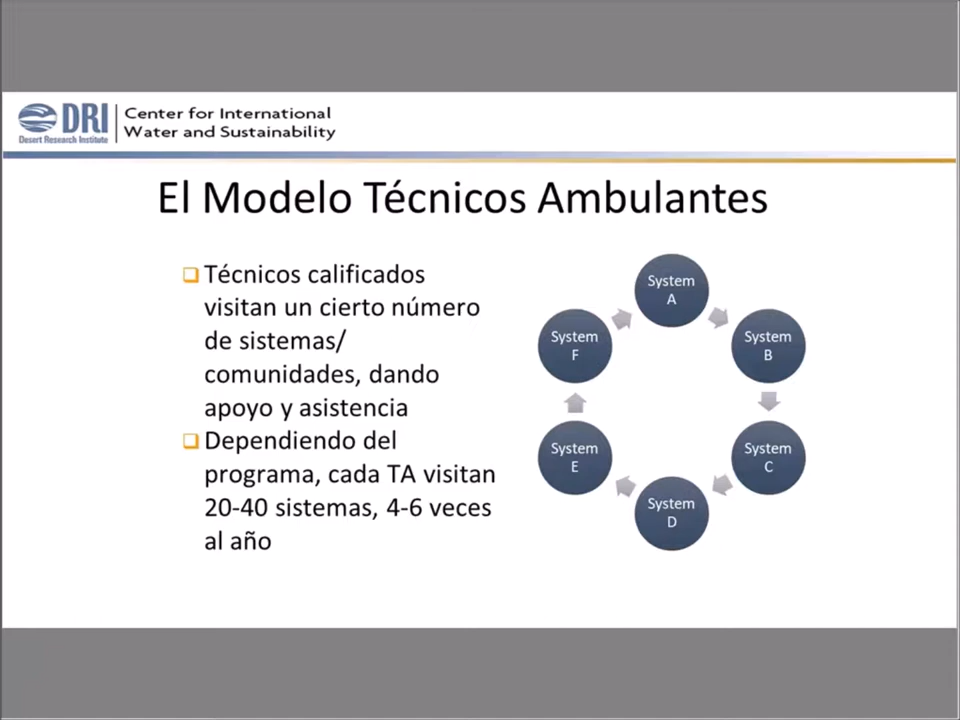 DRI
Desert Research Institute
Center for International
Water and Sustainability
El Modelo Técnicos Ambulantes
Técnicos calificados
visitan un cierto número
de sistemas/
comunidades, dando
apoyo y asistencia
Dependiendo del
programa, cada TA visitan
20-40 sistemas, 4-6 veces
al año
System
A
System
B
System
C
System
D
System
E
System
F